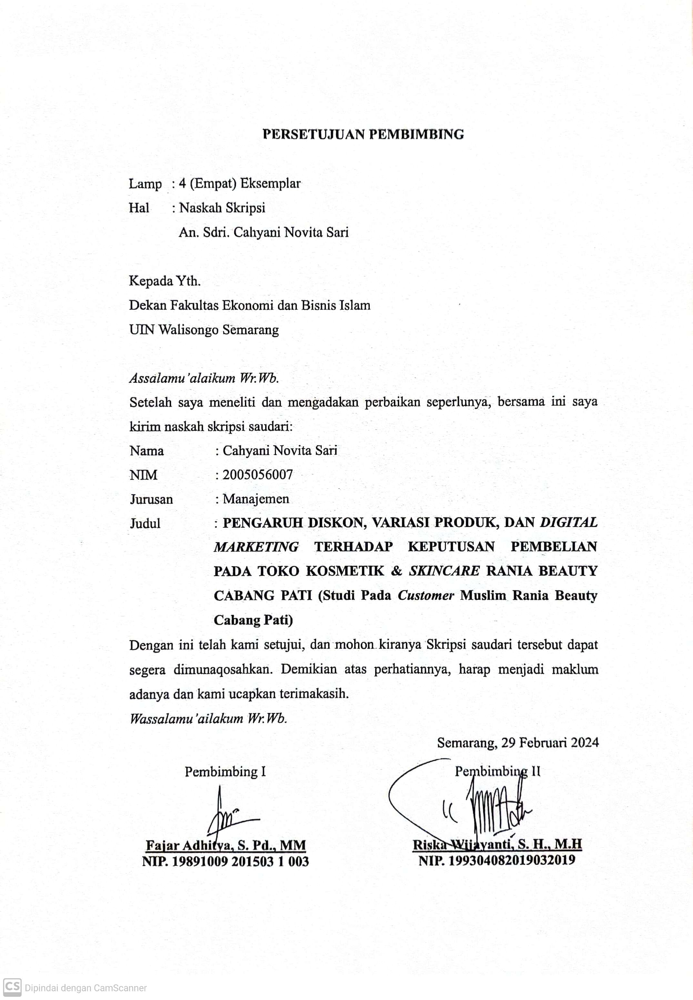 PERSETUJUAN PEMBIMBING
Lamp : 4 (Empat) Eksemplar
Hal : Naskah Skripsi
An. Sdri. Cahyani Novita Sari
Kepada Yth.
Dekan Fakultas Ekonomi dan Bisnis Islam
UIN Walisongo Semarang
Assalamu'alaikum Wr.Wb.
Setelah saya meneliti dan mengadakan perbaikan seperlunya, bersama ini saya
kirim naskah skripsi saudari:
Nama : Cahyani Novita Sari
NIM : 2005056007
Jurusan : Manajemen
Judul : PENGARUH DISKON, VARIASI PRODUK, DAN DIGITAL
MARKETING TERHADAP KEPUTUSAN PEMBELIAN
PADA TOKO KOSMETIK & SKINCARE RANIA BEAUTY
CABANG PATI (Studi Pada Customer Muslim Rania Beauty
Cabang Pati)
Dengan ini telah kami setujui, dan mohon kiranya Skripsi saudari tersebut dapat
segera dimunaqosahkan. Demikian atas perhatiannya, harap menjadi maklum
adanya dan kami ucapkan terimakasih.
Wassalamu'ailakum Wr.Wb.
Semarang, 29 Februari 2024
Pembimbing I Pembimbing II
Fajar Adhitya, S. Pd., MM Riska Wijayanti, S. H., M.H
NIP. 19891009 201503 1 003 NIP. 199304082019032019
CS Dipindai dengan CamScanner